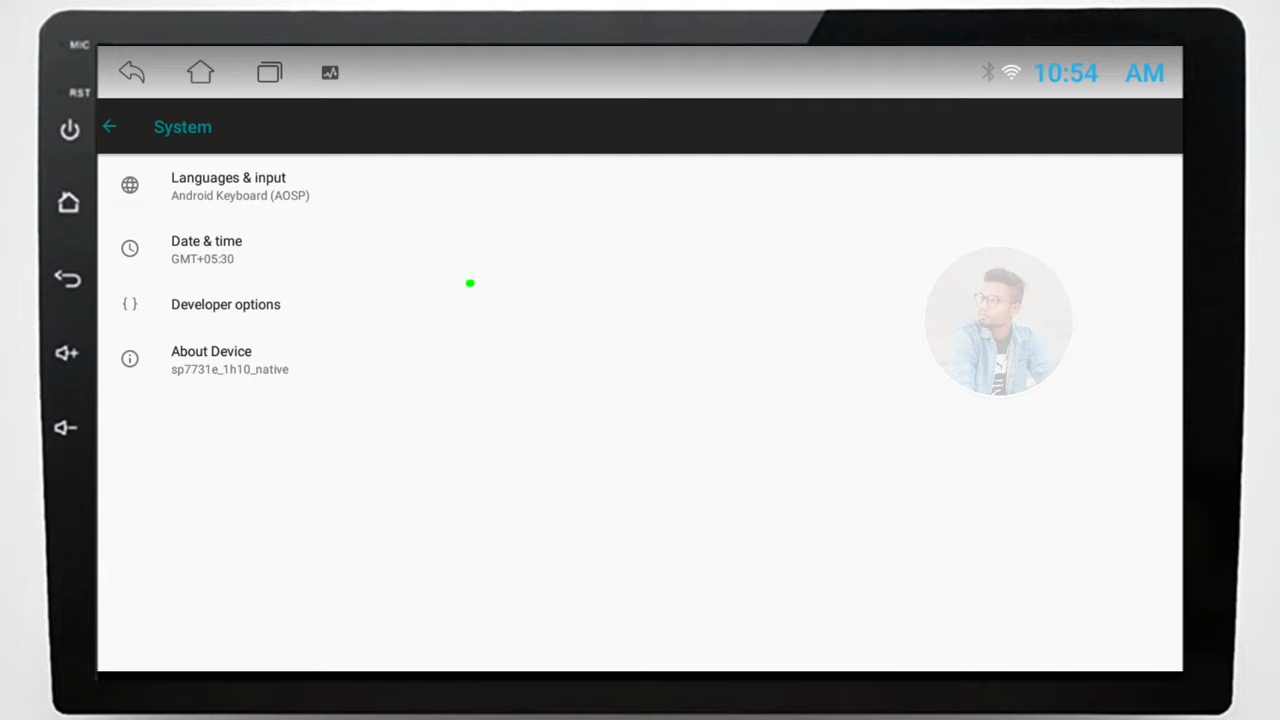 MIC
10:54 AM
RST
System
Languages & input
Android Keyboard (AOSP)
Date & time
GMT+05:30
{ } Developer options
About Device
sp7731e_1h10_native